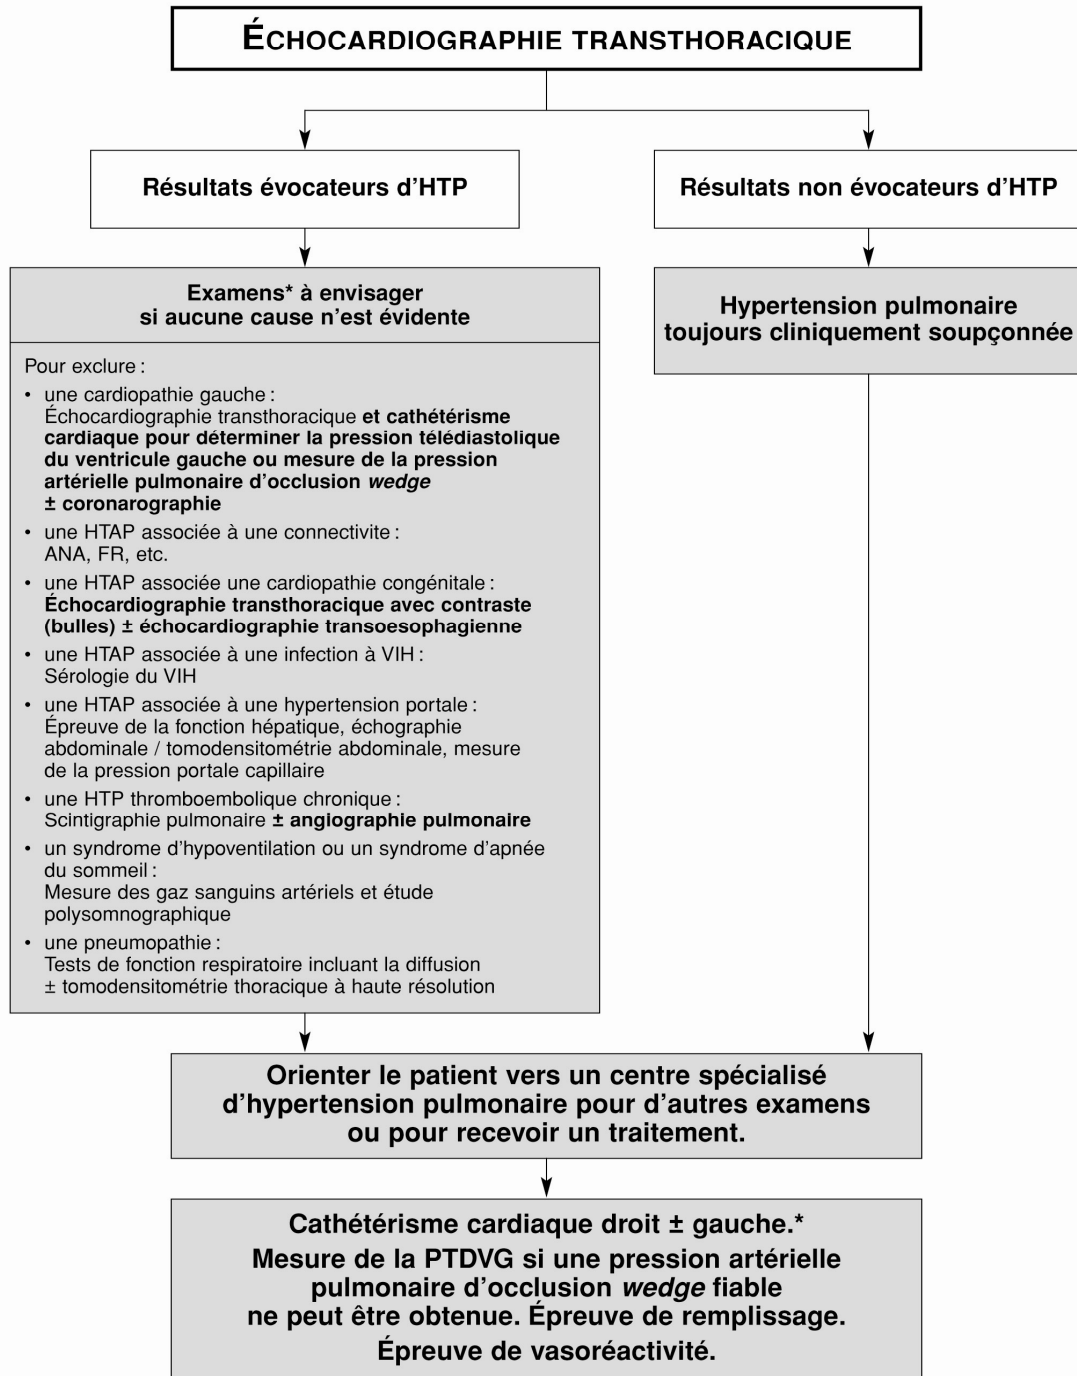 ÉCHOCARDIOGRAPHIE TRANSTHORACIQUE
Résultats évocateurs d’HTP
Résultats non évocateurs d’HTP
Examens* à envisager
si aucune cause n’est évidente
Hypertension pulmonaire
toujours cliniquement soupçonnée
Pour exclure :
• une cardiopathie gauche :
Échocardiographie transthoracique et cathétérisme
cardiaque pour déterminer la pression télédiastolique
du ventricule gauche ou mesure de la pression
artérielle pulmonaire d’occlusion wedge
± coronarographie
• une HTAP associée à une connectivite :
ANA, FR, etc.
• une HTAP associée une cardiopathie congénitale :
Échocardiographie transthoracique avec contraste
(bulles) ± échocardiographie transoesophagienne
• une HTAP associée à une infection à VIH :
Sérologie du VIH
• une HTAP associée à une hypertension portale :
Épreuve de la fonction hépatique, échographie
abdominale / tomodensitométrie abdominale, mesure
de la pression portale capillaire
• une HTP thromboembolique chronique :
Scintigraphie pulmonaire ± angiographie pulmonaire
• un syndrome d’hypoventilation ou un syndrome d’apnée
du sommeil :
Mesure des gaz sanguins artériels et étude
polysomnographique
• une pneumopathie :
Tests de fonction respiratoire incluant la diffusion
± tomodensitométrie thoracique à haute résolution
Orienter le patient vers un centre spécialisé
d’hypertension pulmonaire pour d’autres examens
ou pour recevoir un traitement.
Cathétérisme cardiaque droit ± gauche.*
Mesure de la PTDVG si une pression artérielle
pulmonaire d’occlusion wedge fiable
ne peut être obtenue. Épreuve de remplissage.
Épreuve de vasoréactivité.